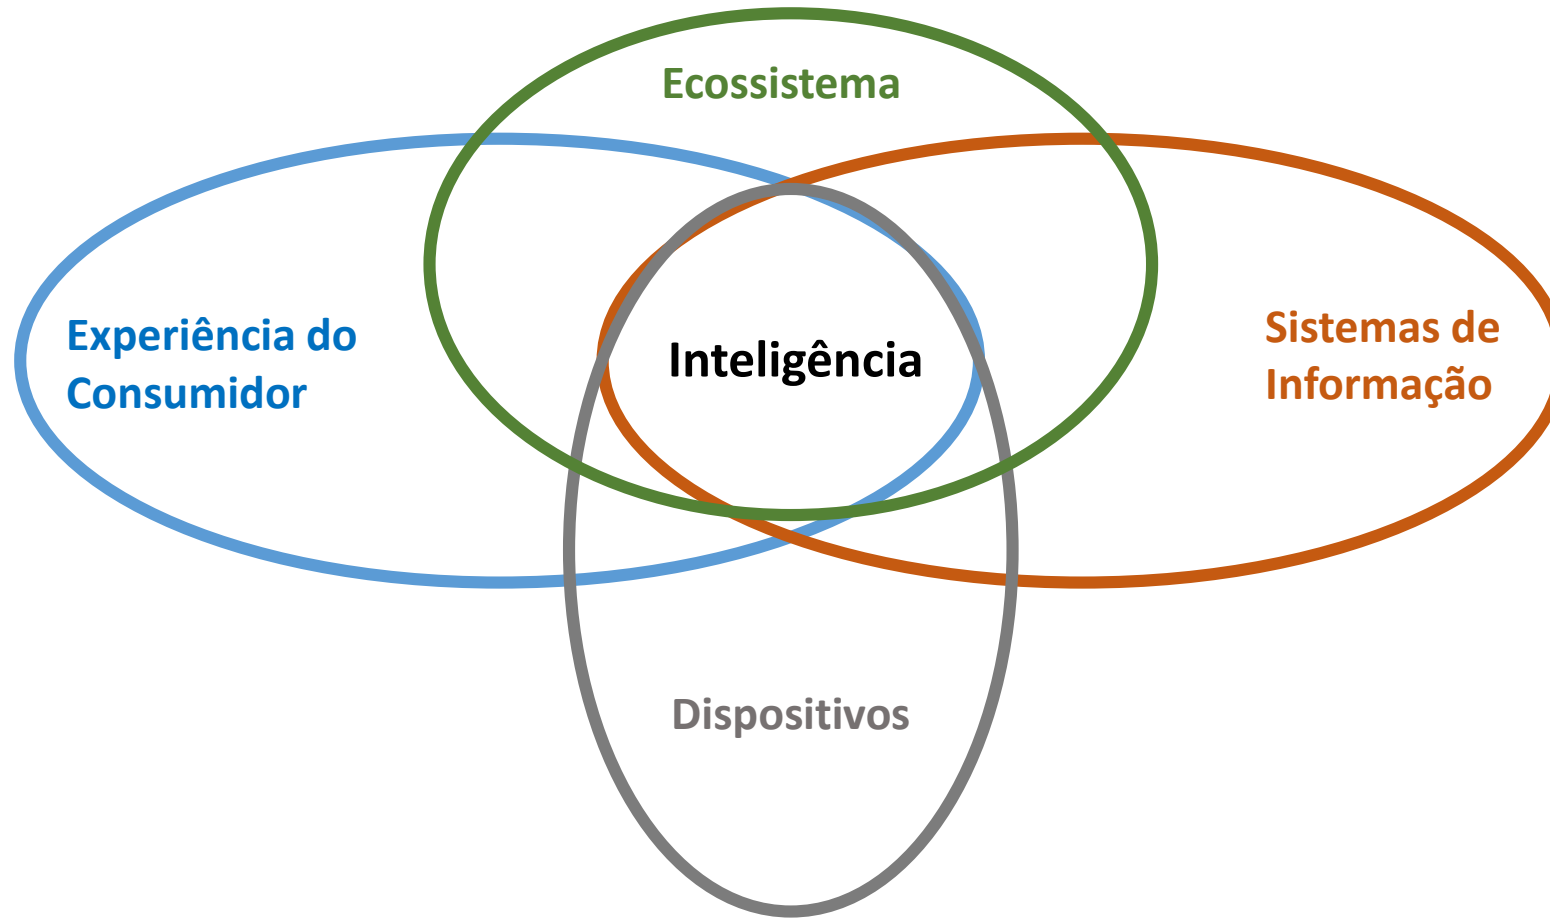 Ecossistema
Experiência do
Consumidor
Inteligência
Sistemas de
Informação
Dispositivos